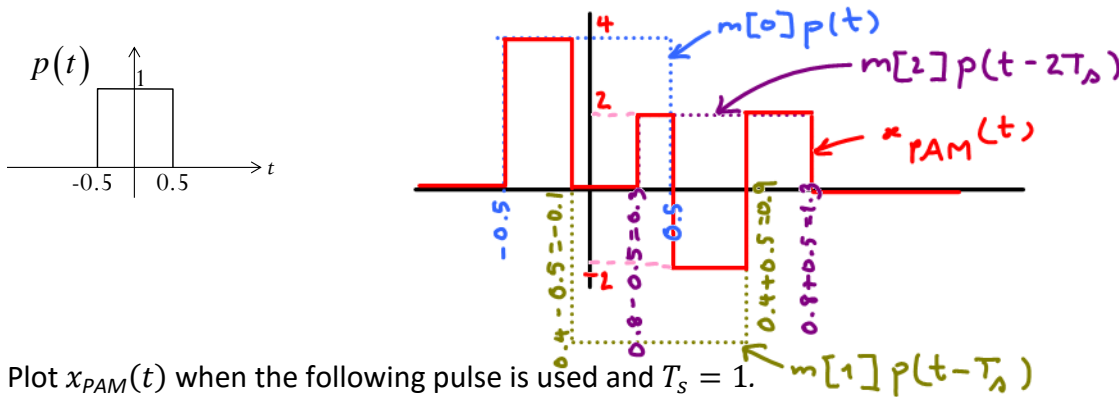 p(t)
1
-0.5 0.5 t
4
2
-2
m[0]p(t)
m[2]p(t-2Ts)
xPAM(t)
m[1]p(t-Ts)
-0.5
0.4-0.5=-0.1
0.8-0.5=0.3
0.5
0.4+0.5=0.9
0.8+0.5=1.3
Plot xPAM(t) when the following pulse is used and Ts = 1.